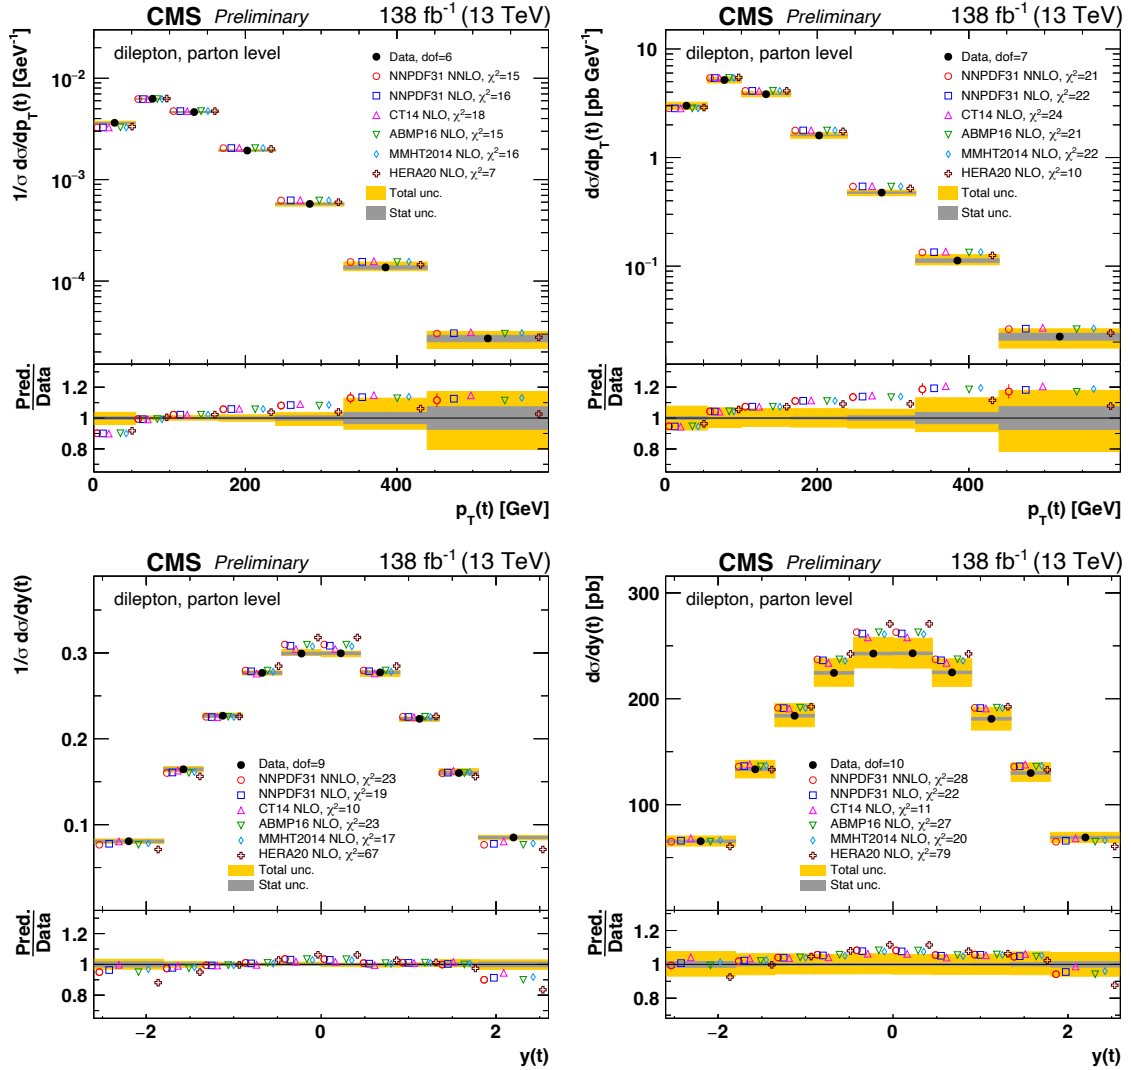 CMS Preliminary 138 fb⁻¹ (13 TeV)
dilepton, parton level
1/σ dσ/dp_T(t) [GeV⁻¹]
Data, dof=6
NNPDF31 NNLO, χ²=15
NNPDF31 NLO, χ²=16
CT14 NLO, χ²=18
ABMP16 NLO, χ²=15
MMHT2014 NLO, χ²=16
HERA20 NLO, χ²=7
Total unc.
Stat unc.
10⁻²
10⁻³
10⁻⁴
Pred.
Data
1.2
1
0.8
0 200 400
p_T(t) [GeV]
CMS Preliminary 138 fb⁻¹ (13 TeV)
dilepton, parton level
dσ/dp_T(t) [pb GeV⁻¹]
Data, dof=7
NNPDF31 NNLO, χ²=21
NNPDF31 NLO, χ²=22
CT14 NLO, χ²=24
ABMP16 NLO, χ²=21
MMHT2014 NLO, χ²=22
HERA20 NLO, χ²=10
Total unc.
Stat unc.
10
1
10⁻¹
Pred.
Data
1.2
1
0.8
0 200 400
p_T(t) [GeV]
CMS Preliminary 138 fb⁻¹ (13 TeV)
dilepton, parton level
1/σ dσ/dy(t)
0.3
0.2
0.1
Data, dof=9
NNPDF31 NNLO, χ²=23
NNPDF31 NLO, χ²=19
CT14 NLO, χ²=10
ABMP16 NLO, χ²=23
MMHT2014 NLO, χ²=17
HERA20 NLO, χ²=67
Total unc.
Stat unc.
Pred.
Data
1.2
1
0.8
−2 0 2
y(t)
CMS Preliminary 138 fb⁻¹ (13 TeV)
dilepton, parton level
dσ/dy(t) [pb]
300
200
100
Data, dof=10
NNPDF31 NNLO, χ²=28
NNPDF31 NLO, χ²=22
CT14 NLO, χ²=11
ABMP16 NLO, χ²=27
MMHT2014 NLO, χ²=20
HERA20 NLO, χ²=79
Total unc.
Stat unc.
Pred.
Data
1.2
1
0.8
−2 0 2
y(t)